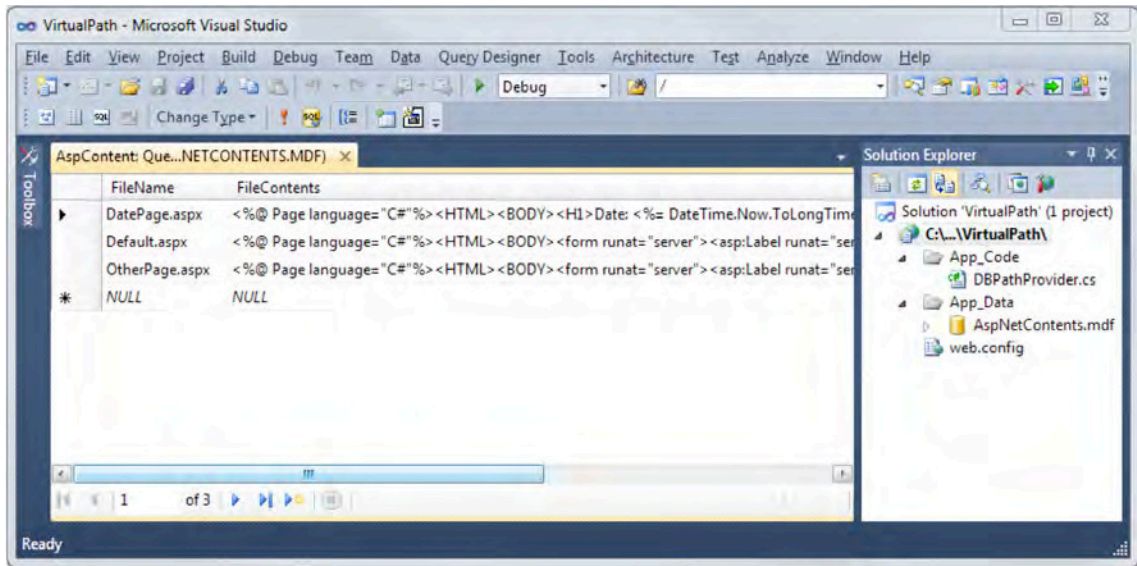 VirtualPath - Microsoft Visual Studio
File Edit View Project Build Debug Team Data Query Designer Tools Architecture Test Analyze Window Help
Debug /
SQL Change Type SQL
Toolbox
AspContent: Que...NETCONTENTS.MDF)
FileName FileContents
DatePage.aspx <%@ Page language="C#"%><HTML><BODY><H1>Date: <%= DateTime.Now.ToLongTime
Default.aspx <%@ Page language="C#"%><HTML><BODY><form runat="server"><asp:Label runat="ser
OtherPage.aspx <%@ Page language="C#"%><HTML><BODY><form runat="server"><asp:Label runat="ser
NULL NULL
1 of 3
Solution Explorer
Solution 'VirtualPath' (1 project)
C:\...\VirtualPath\
App_Code
DBPathProvider.cs
App_Data
AspNetContents.mdf
web.config
Ready